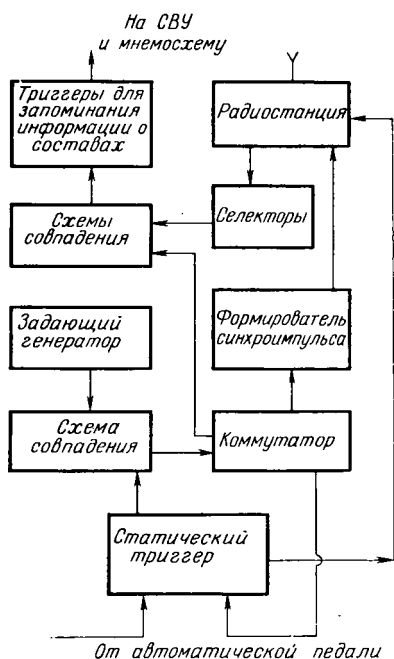 На СВУ
и мнемосхему
Триггеры для
запоминания
информации о
составах
Радиостанция
Схемы
совпадения
Селекторы
Задающий
генератор
Формирователь
синхроимпульса
Схема
совпадения
Коммутатор
Статический
триггер
От автоматической педали